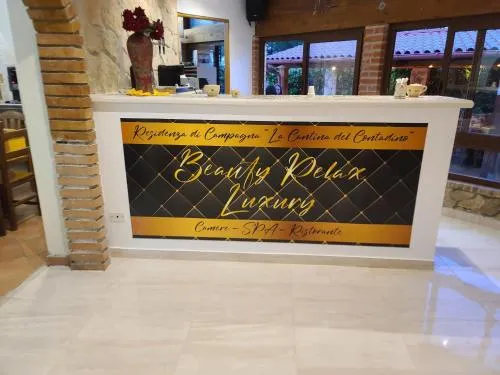 Residenza di Campagna "La Cantina del Contadino"
Beauty Relax
Luxury
Camere - SPA - Ristorante